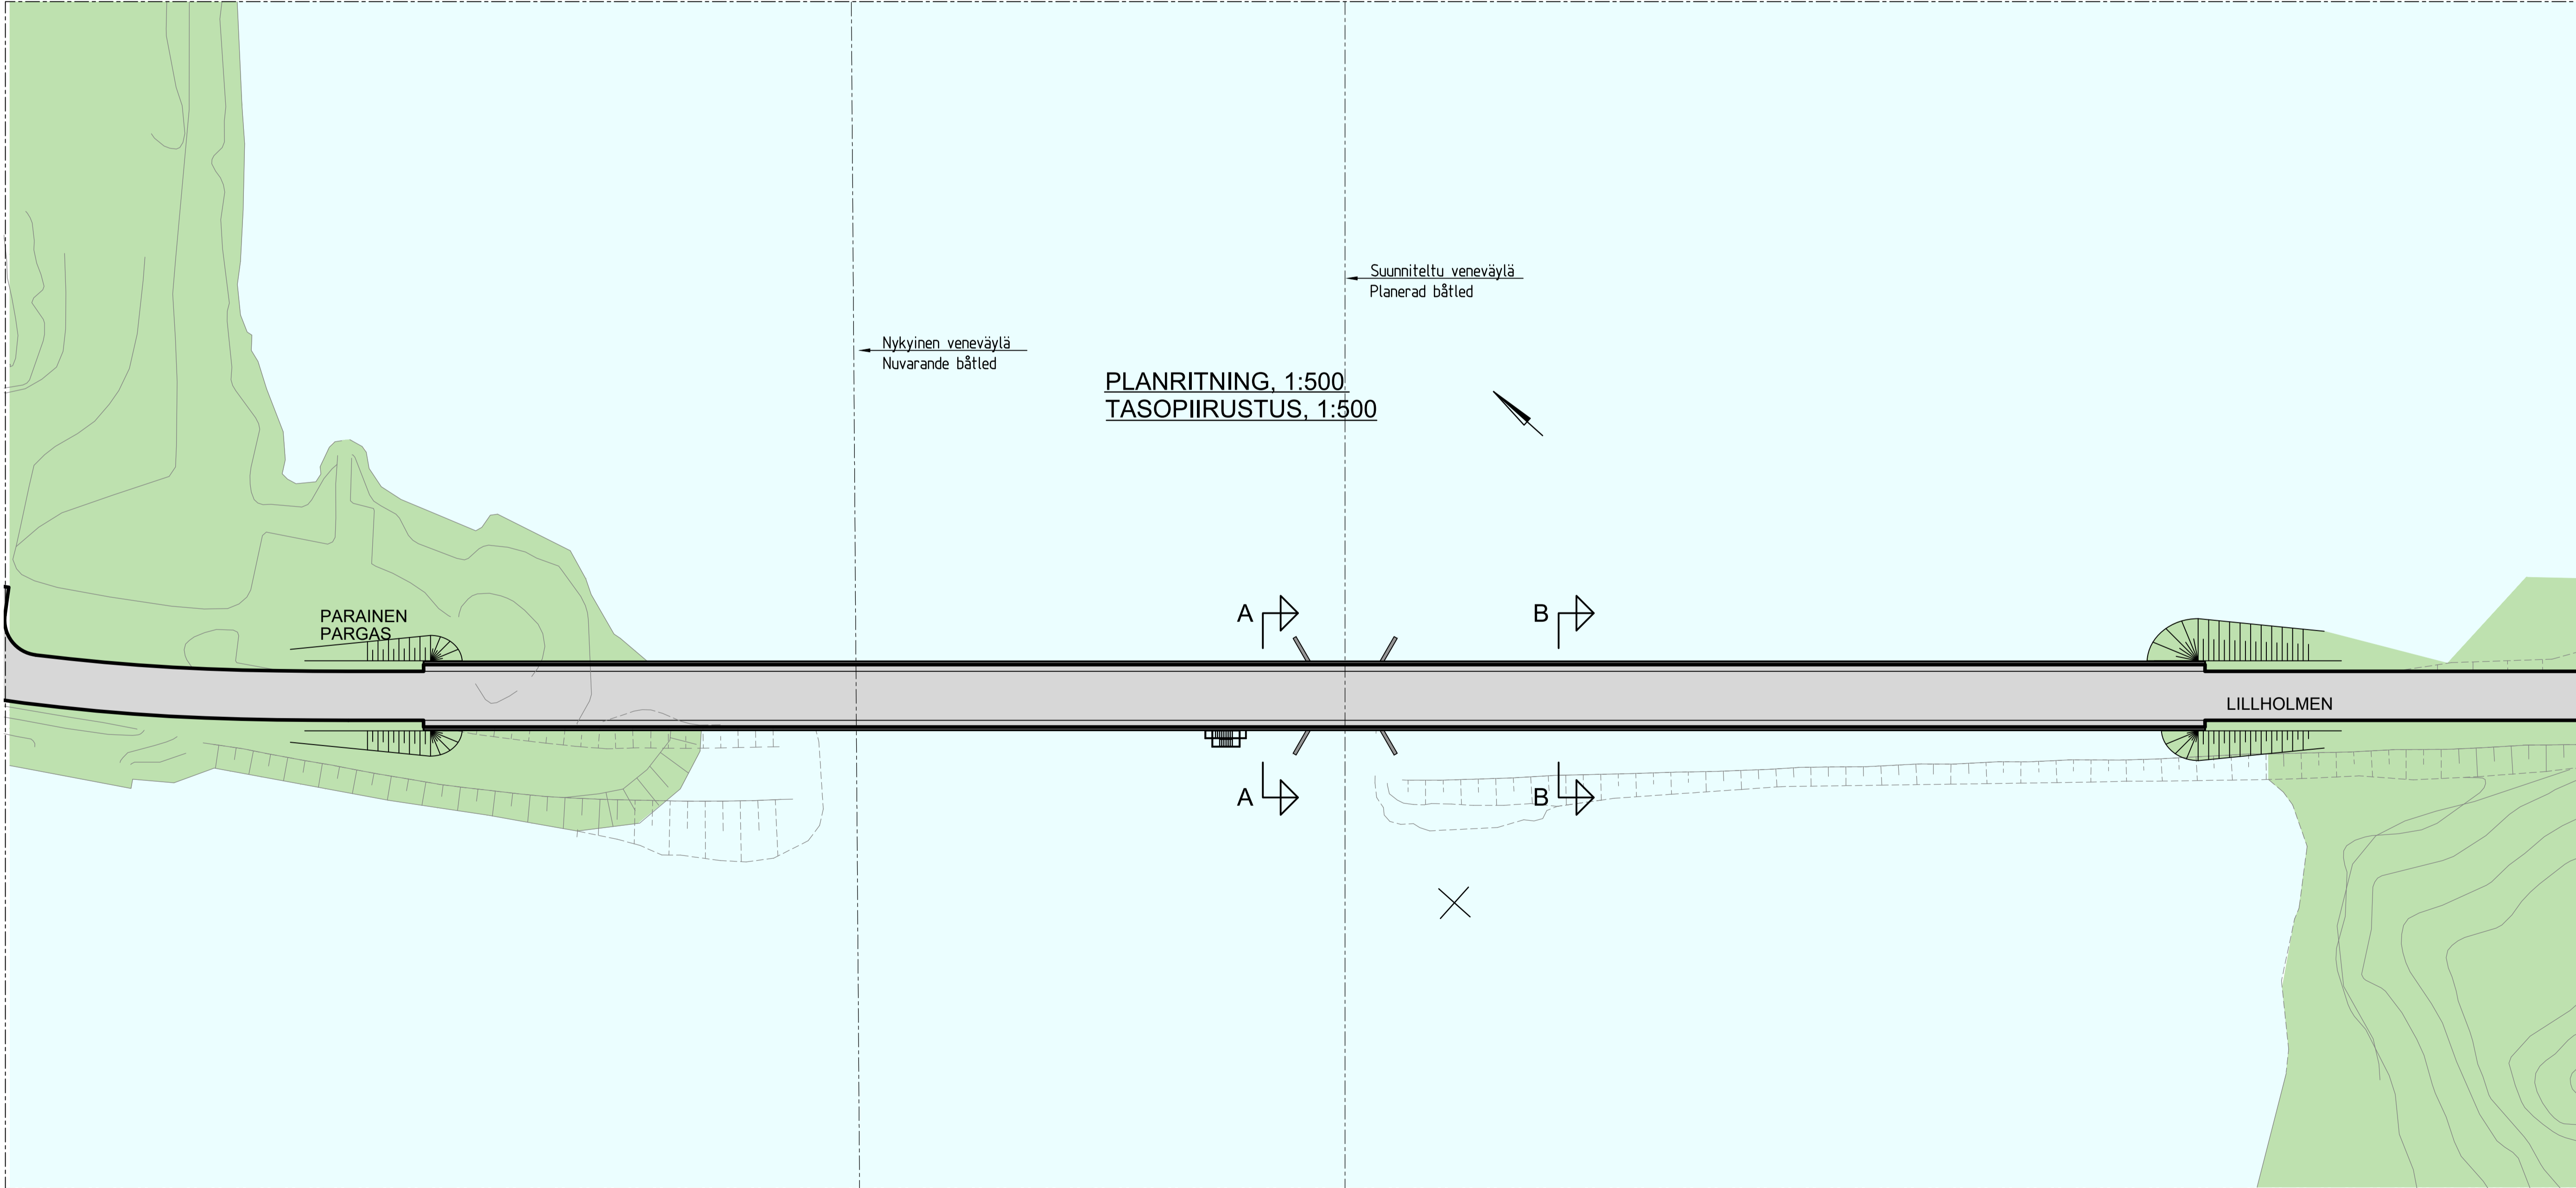 Suunniteltu veneväylä
Planerad båtled
Nykyinen veneväylä
Nuvarande båtled
PLANRITNING, 1:500
TASOPIIRUSTUS, 1:500
PARAINEN
PARGAS
A
B
LILLHOLMEN
A
B